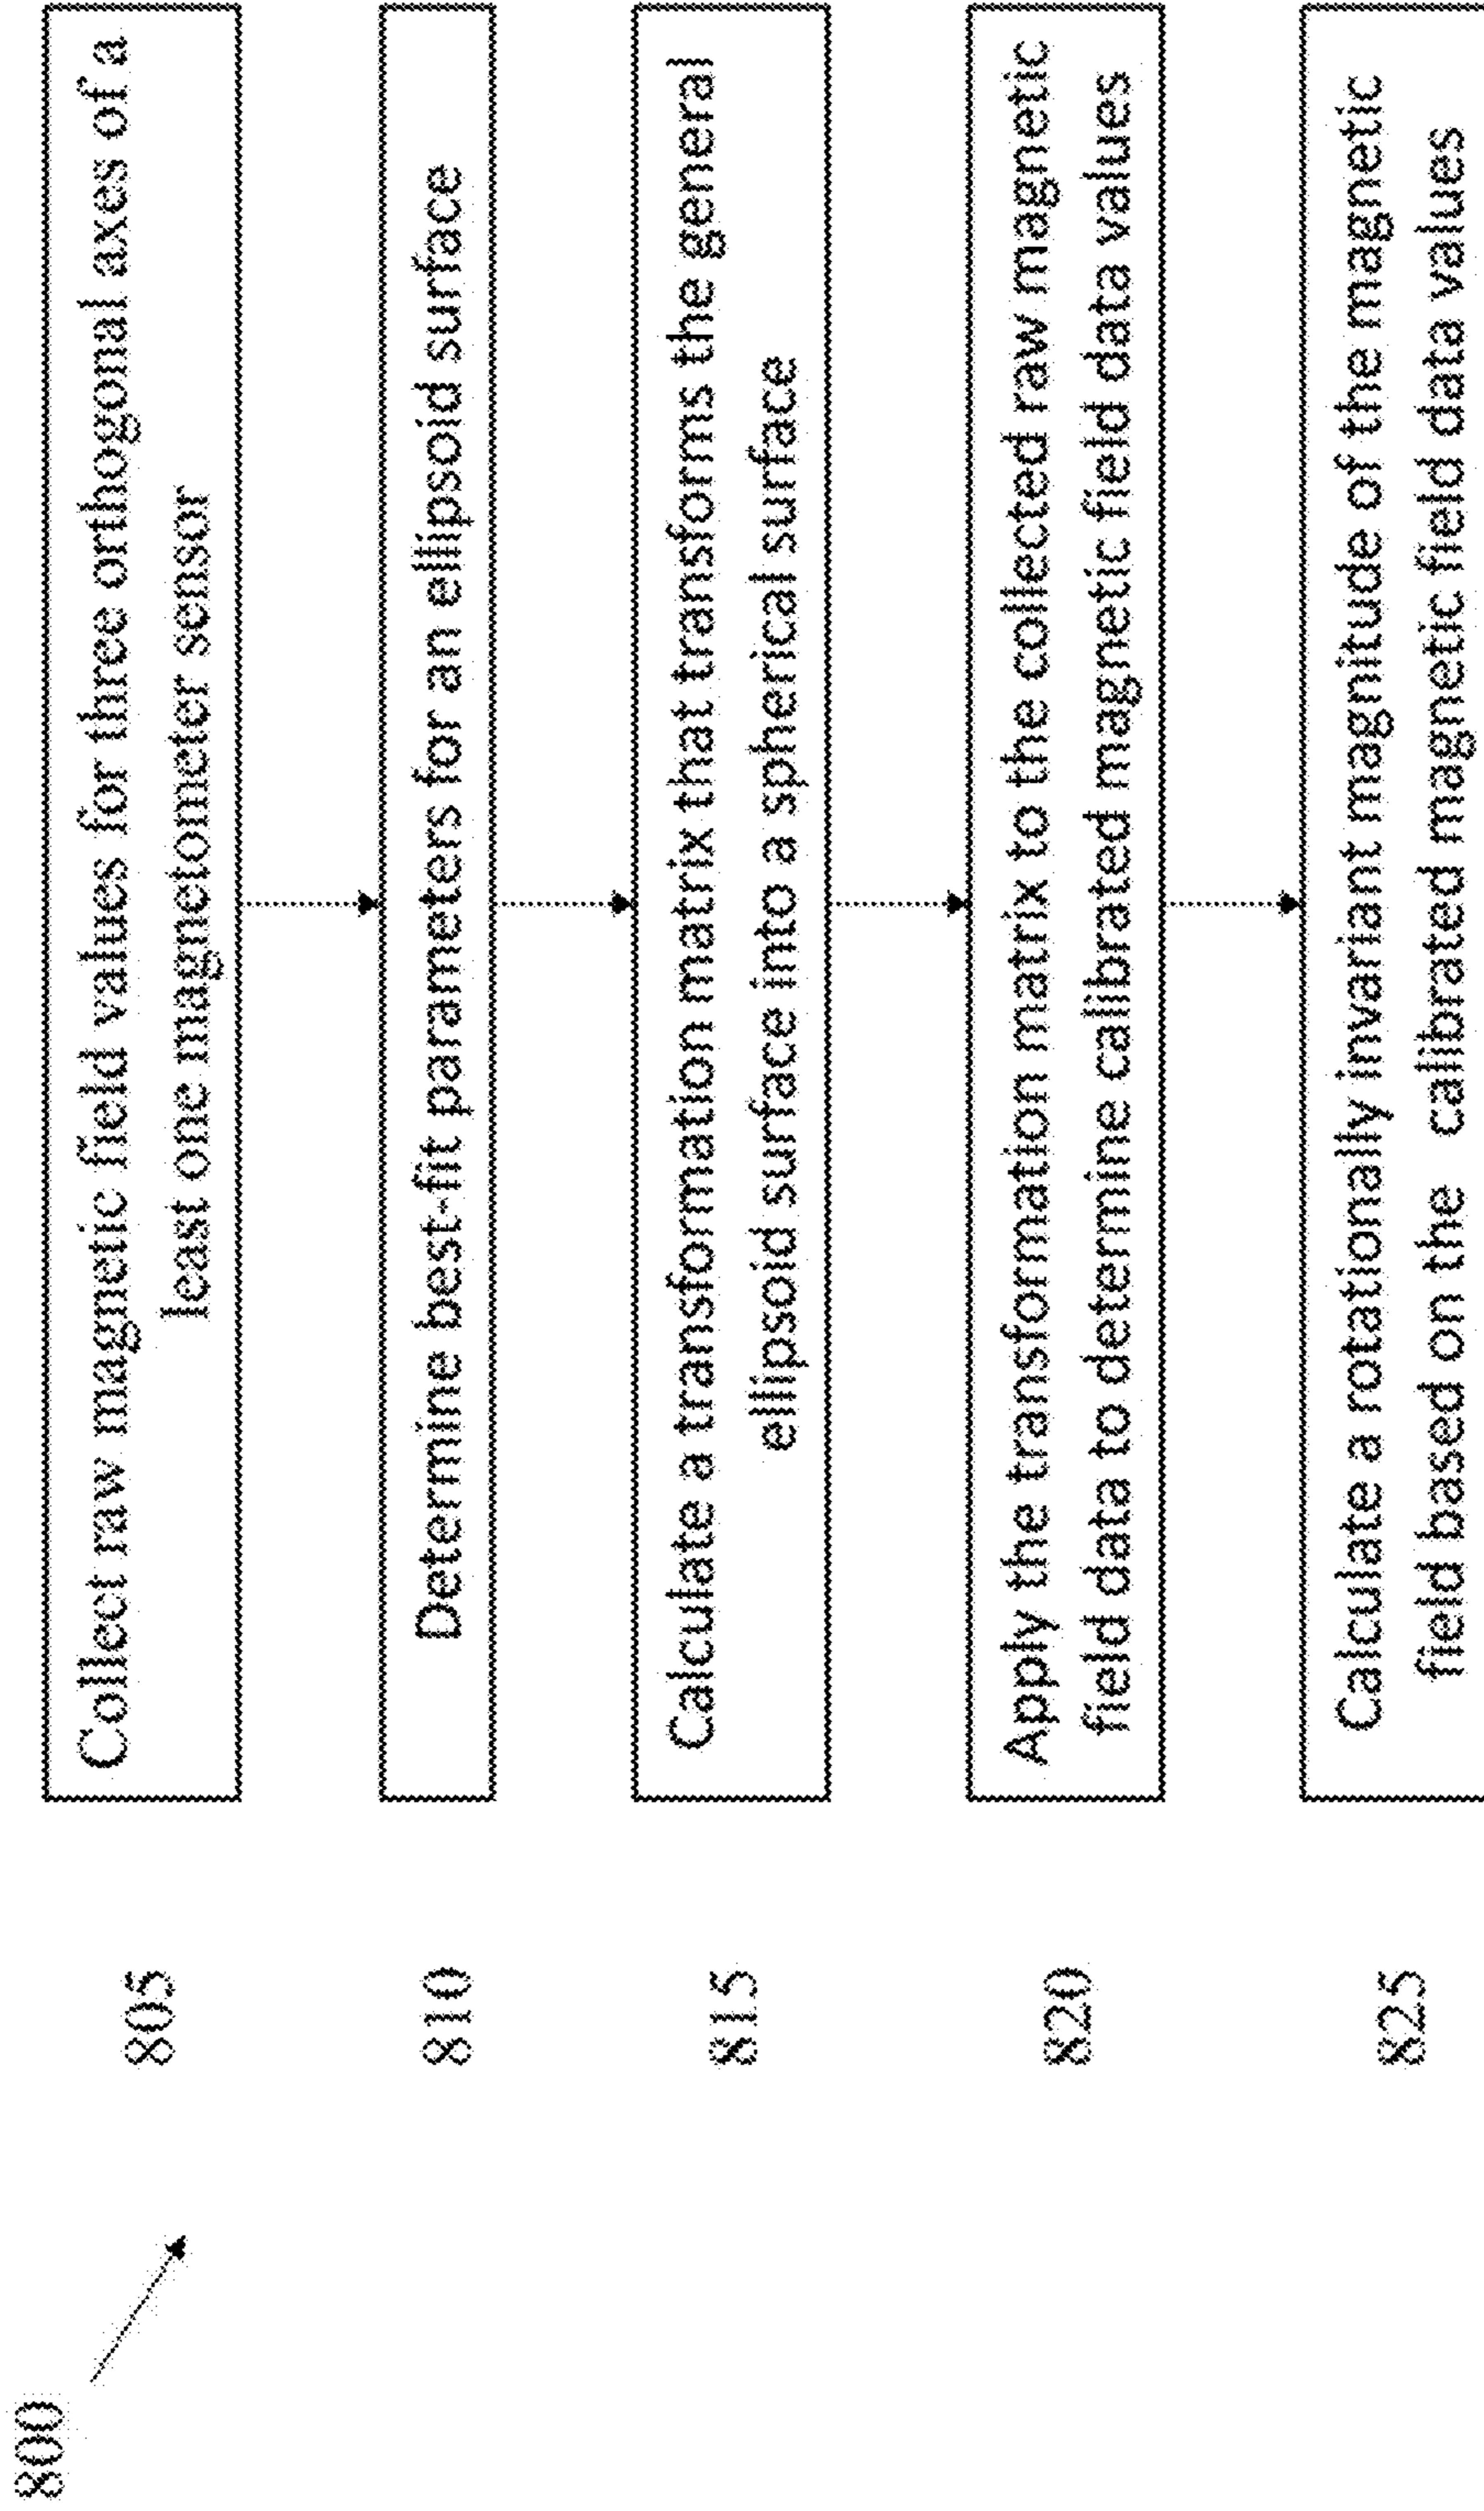 800
805
Collect raw magnetic field values for three orthogonal axes of a
least one magnetometer sensor
810
Determine best-fit parameters for an ellipsoid surface
815
Calculate a transformation matrix that transforms the general
ellipsoid surface into a spherical surface
820
Apply the transformation matrix to the collected raw magnetic
field data to determine calibrated magnetic field data values
825
Calculate a rotationally invariant magnitude of the magnetic
field based on the calibrated magnetic field data values